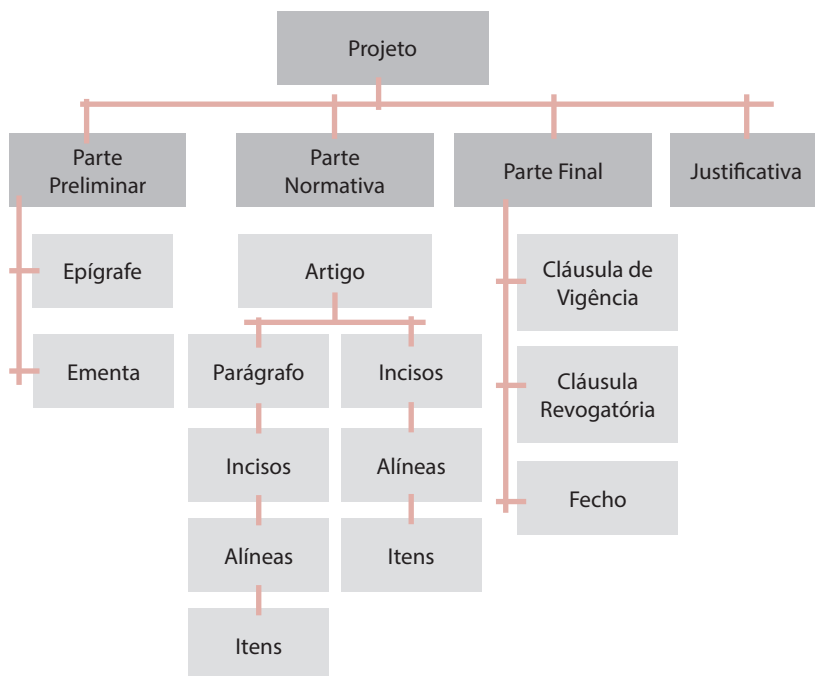 Projeto
Parte
Preliminar
Parte
Normativa
Parte Final
Justificativa
Epígrafe
Ementa
Artigo
Parágrafo
Incisos
Incisos
Alíneas
Alíneas
Itens
Itens
Cláusula de
Vigência
Cláusula
Revogatória
Fecho